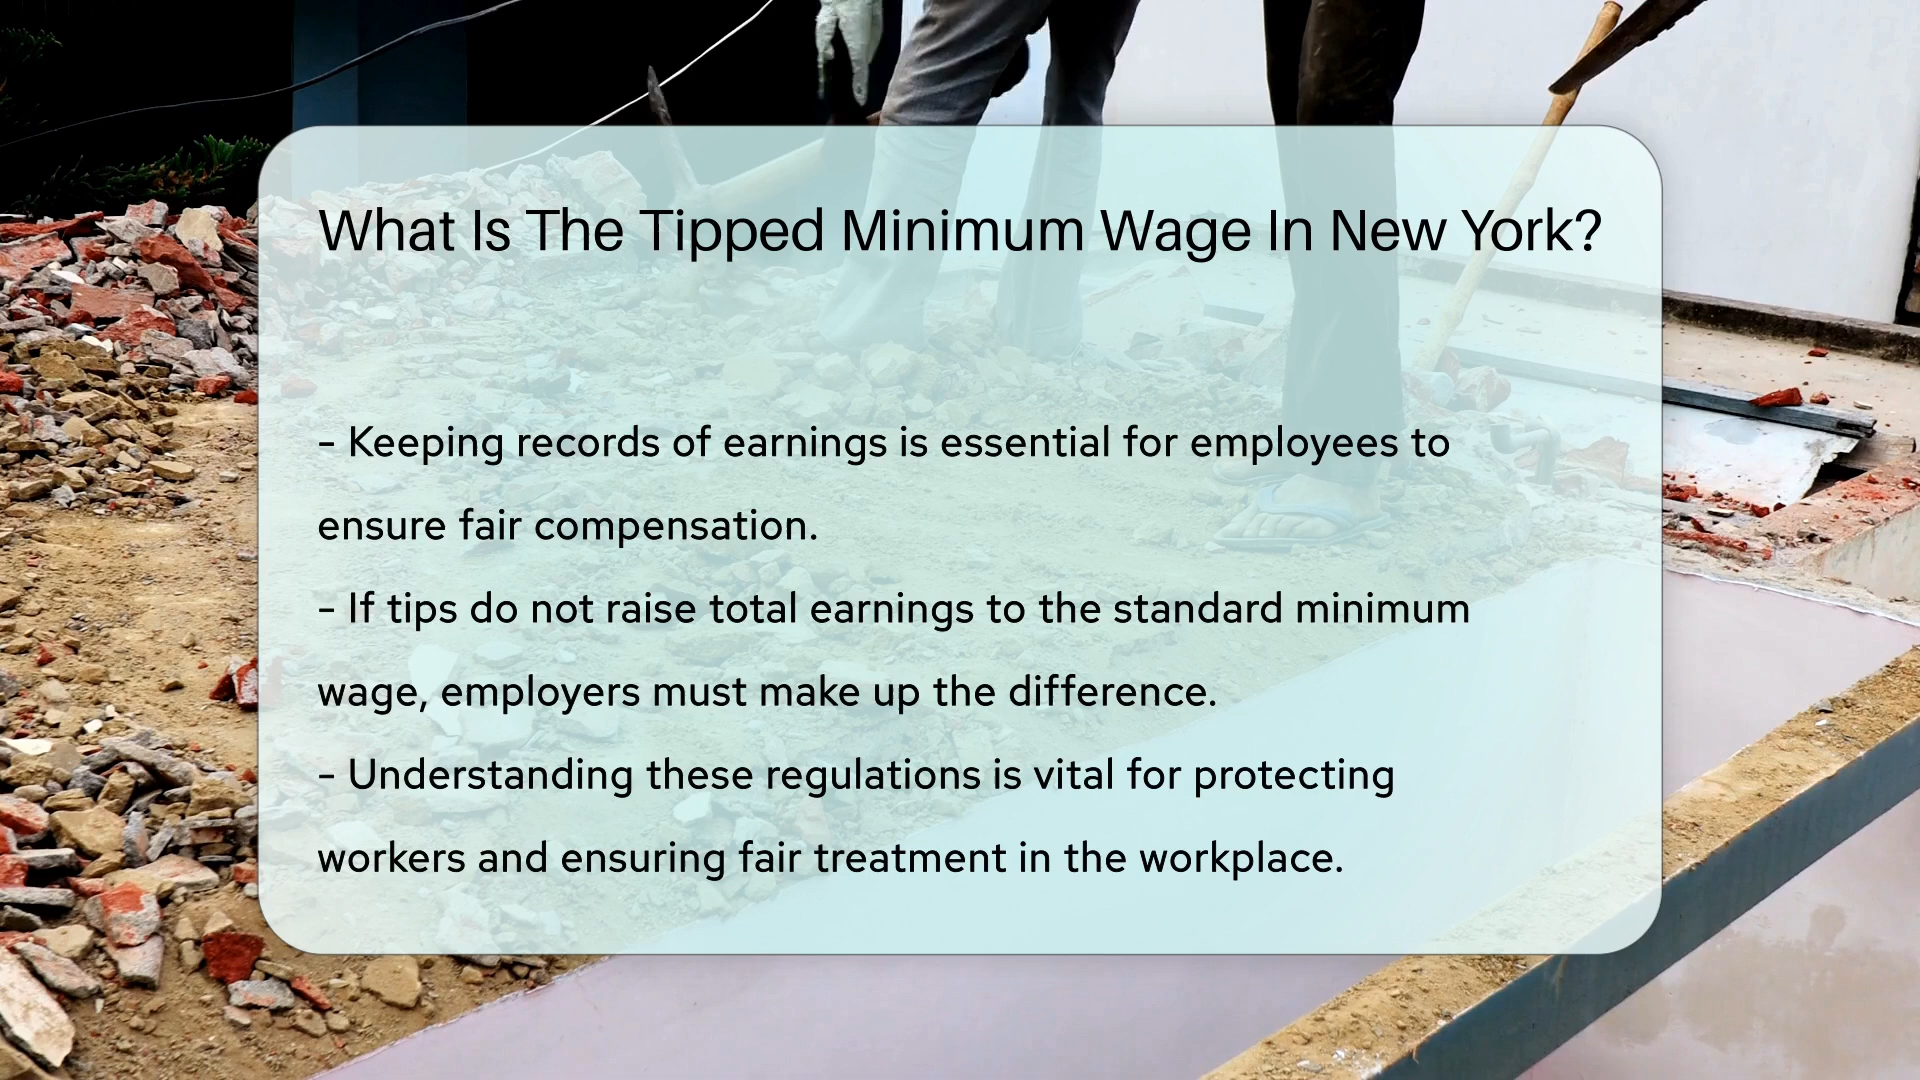 What Is The Tipped Minimum Wage In New York?
- Keeping records of earnings is essential for employees to
ensure fair compensation.
- If tips do not raise total earnings to the standard minimum
wage, employers must make up the difference.
- Understanding these regulations is vital for protecting
workers and ensuring fair treatment in the workplace.